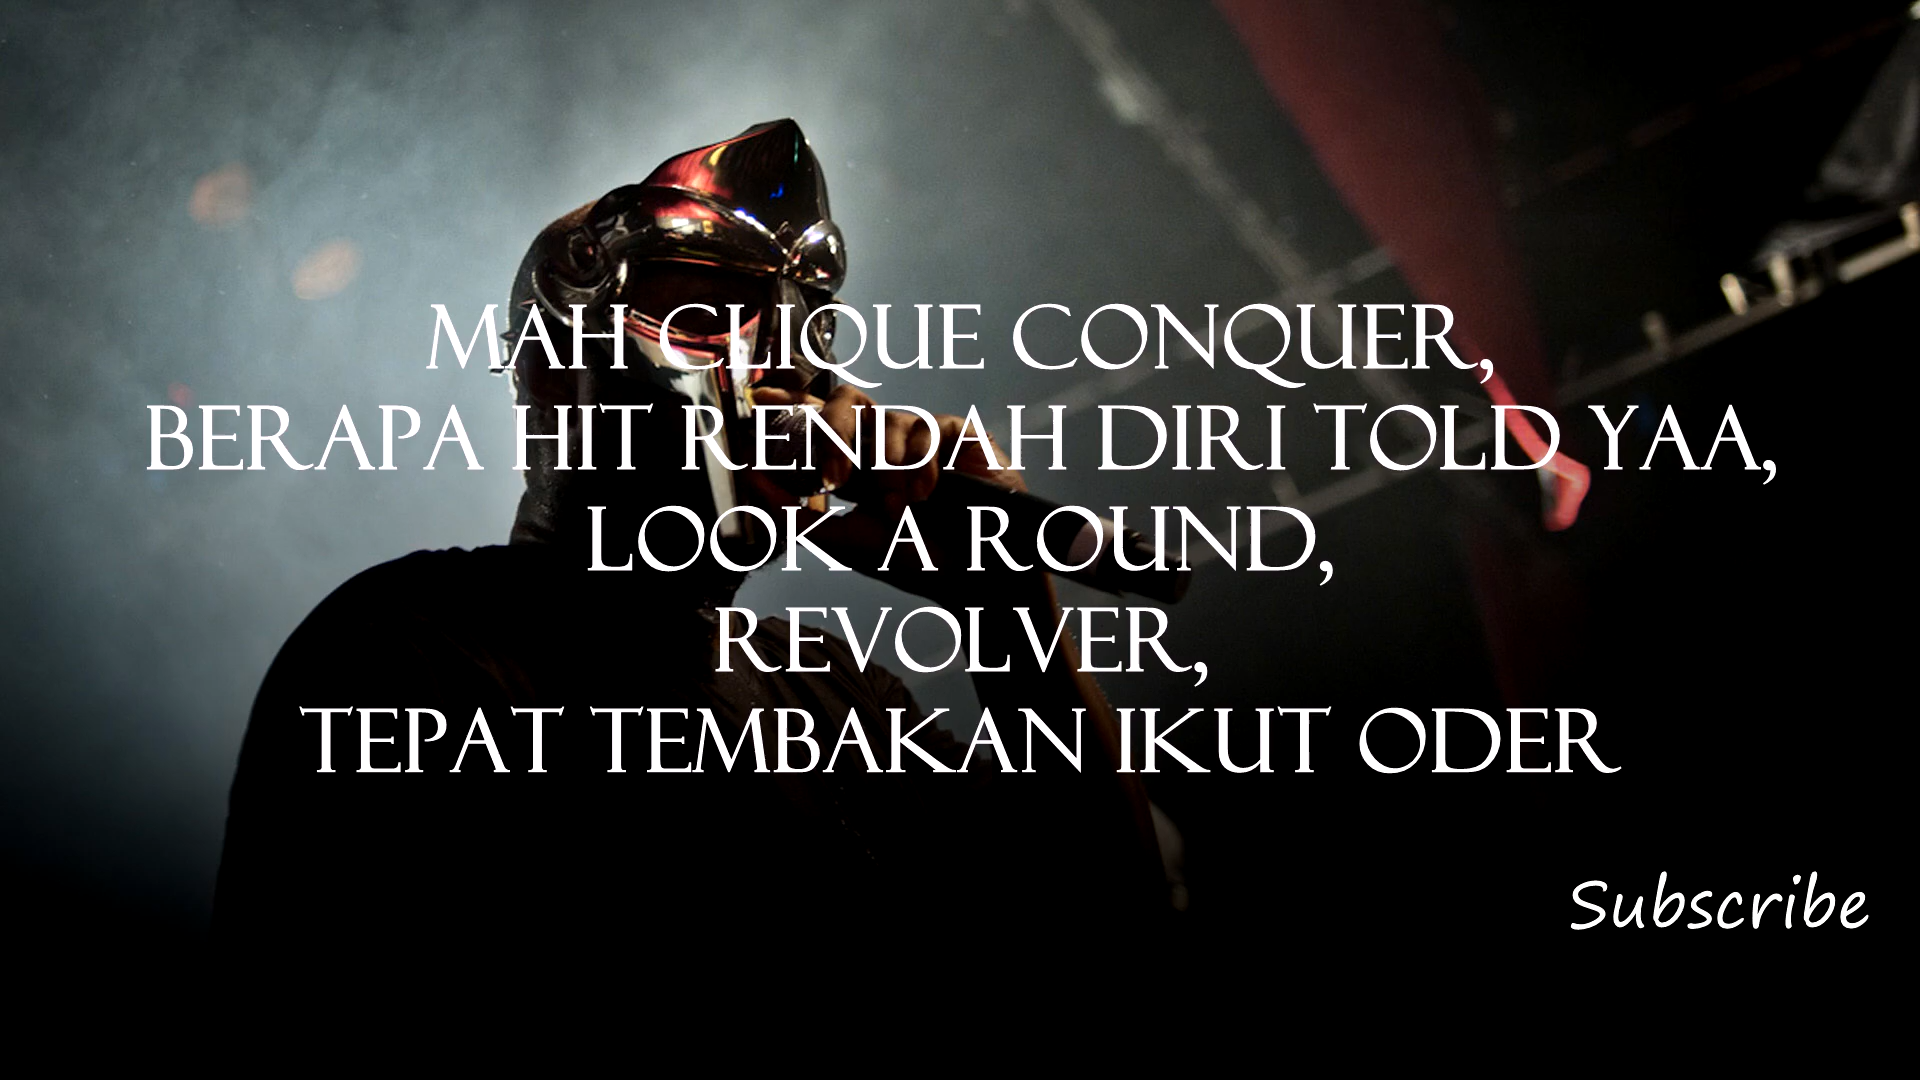 MAH CLIQUE CONQUER,
BERAPA HIT RENDAH DIRI TOLD YAA,
LOOK A ROUND,
REVOLVER,
TEPAT TEMBAKAN IKUT ODER
Subscribe